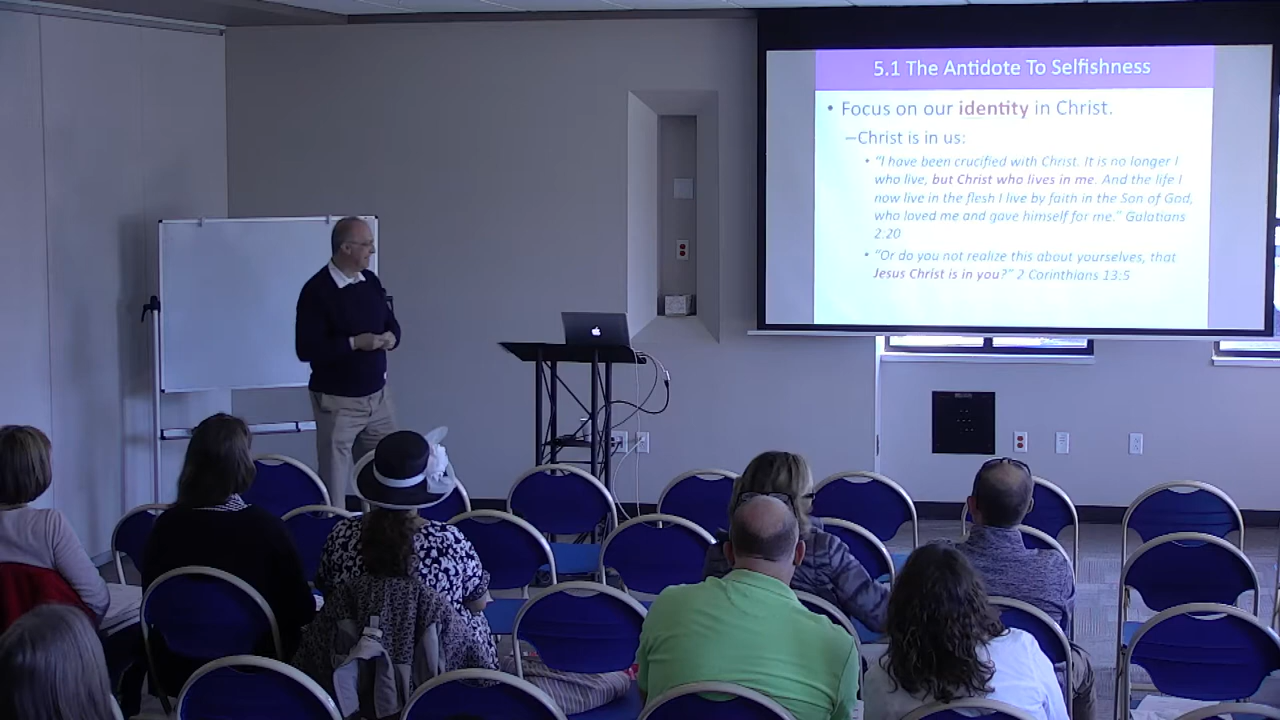 5.1 The Antidote To Selfishness
• Focus on our identity in Christ.
–Christ is in us:
• "I have been crucified with Christ. It is no longer I
who live, but Christ who lives in me. And the life I
now live in the flesh I live by faith in the Son of God,
who loved me and gave himself for me." Galatians
2:20
• "Or do you not realize this about yourselves, that
Jesus Christ is in you?" 2 Corinthians 13:5